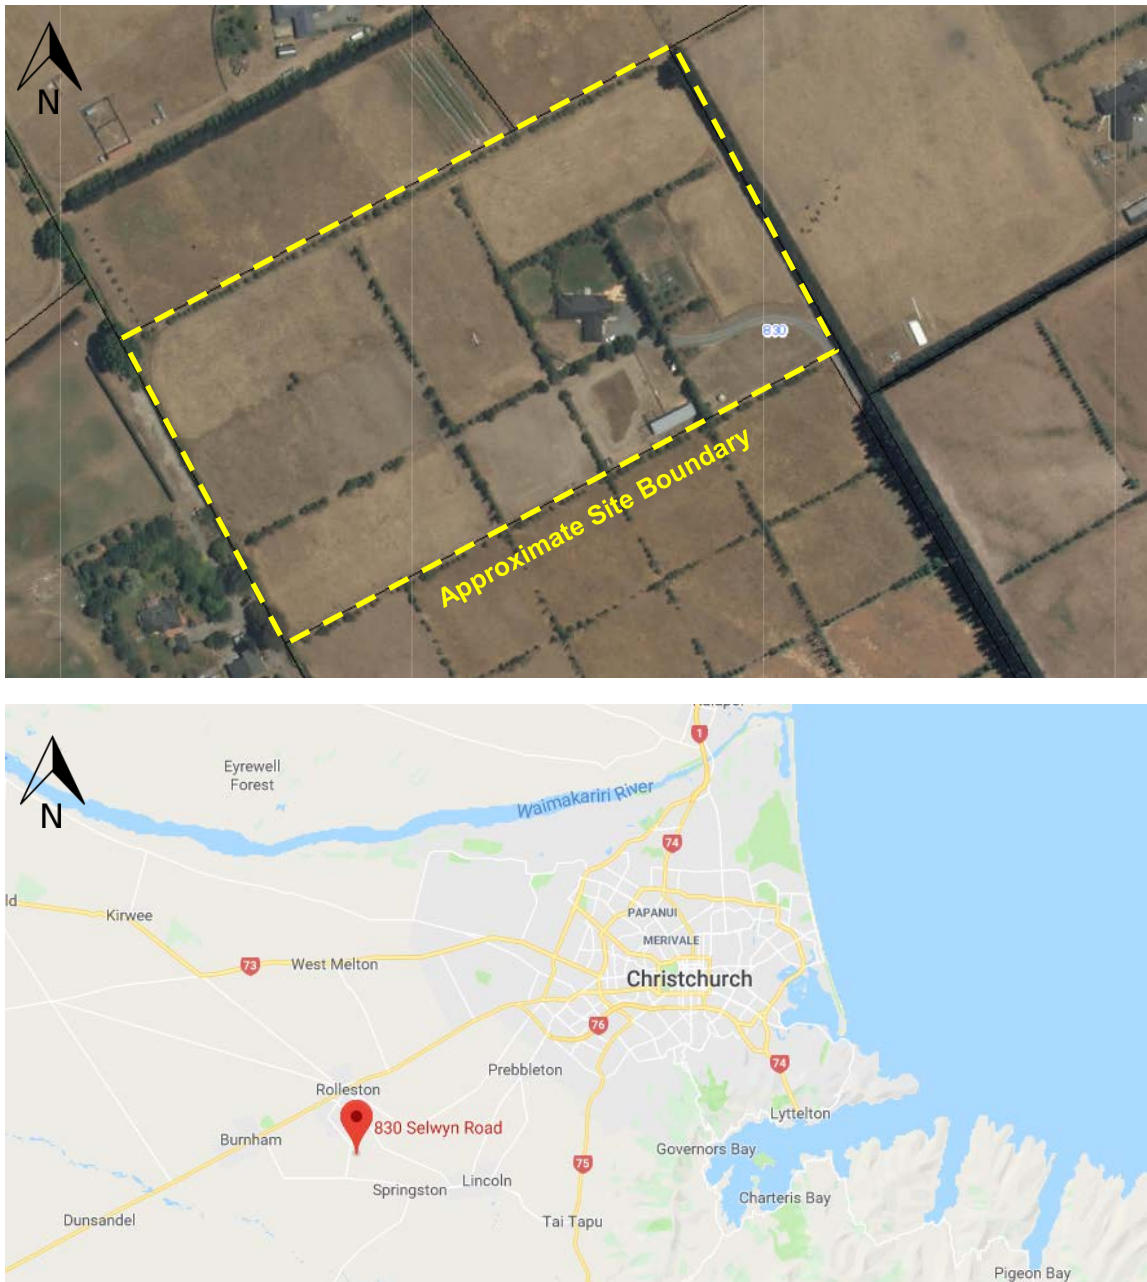 N
830
Approximate Site Boundary
N
1
Eyrewell
Forest
Waimakariri River
74
ld
Kirwee
PAPANUI
MERIVALE
73
West Melton
Christchurch
76
Prebbleton
74
Rolleston
830 Selwyn Road
Lyttelton
Burnham
Governors Bay
75
Lincoln
Springston
Charteris Bay
Dunsandel
Tai Tapu
Pigeon Bay